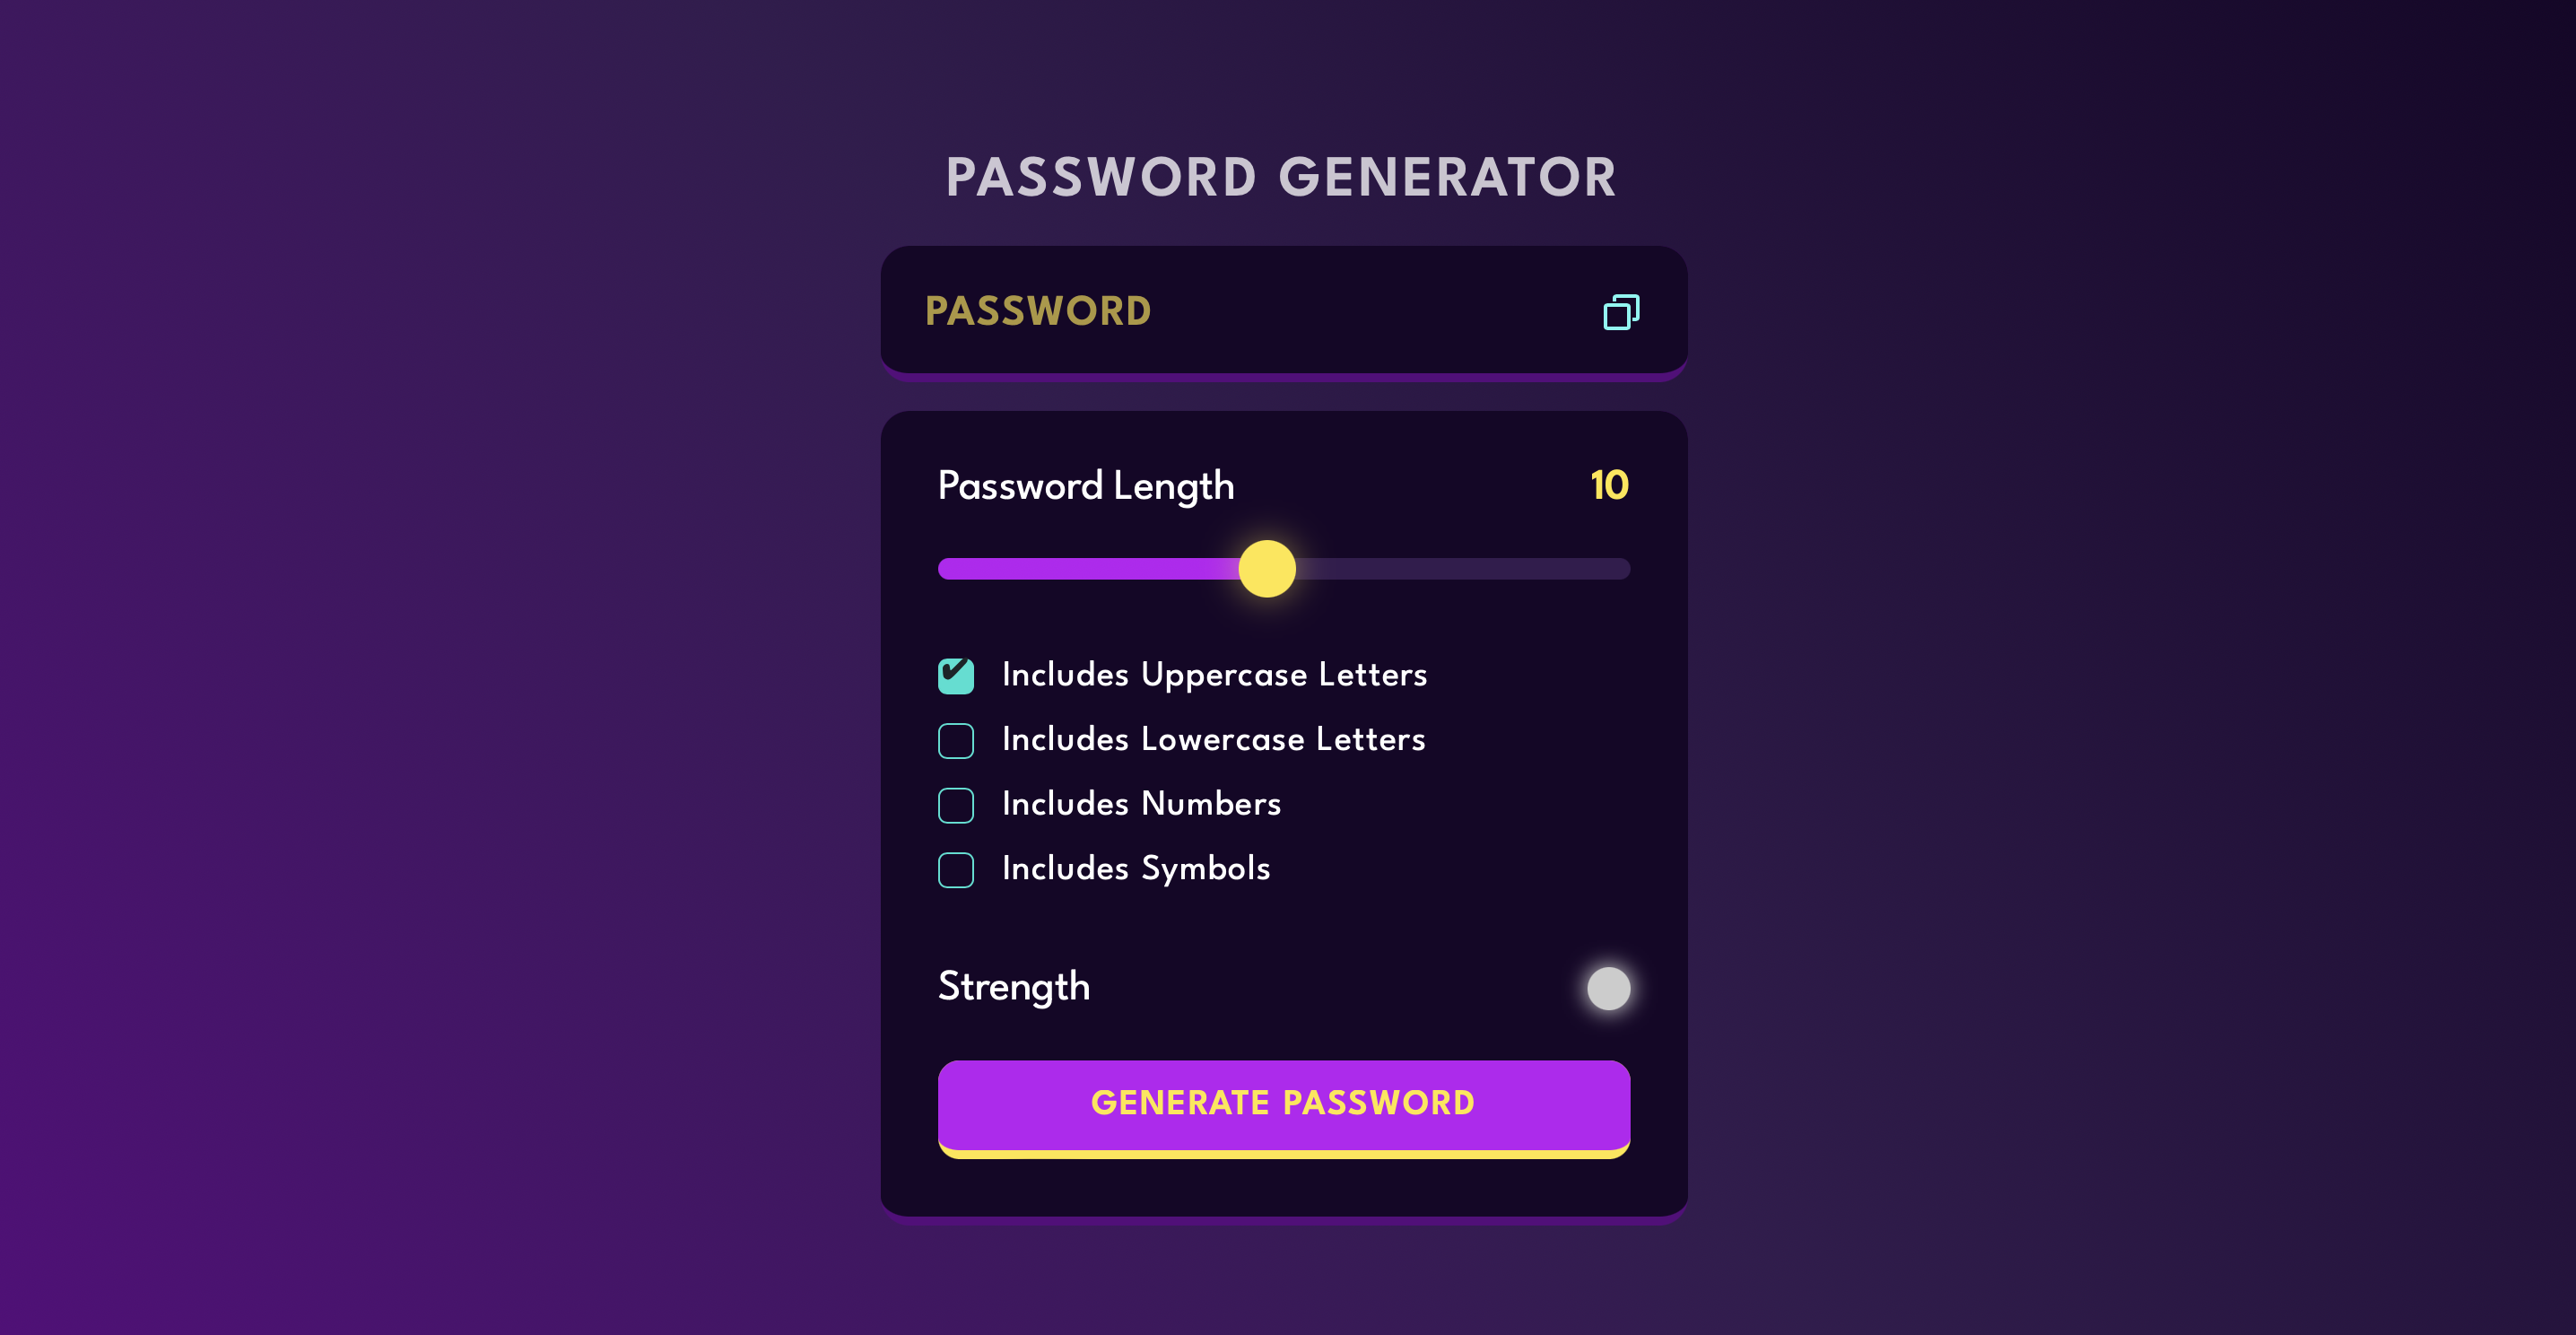 PASSWORD GENERATOR
PASSWORD
Password Length 10
Includes Uppercase Letters
Includes Lowercase Letters
Includes Numbers
Includes Symbols
Strength
GENERATE PASSWORD